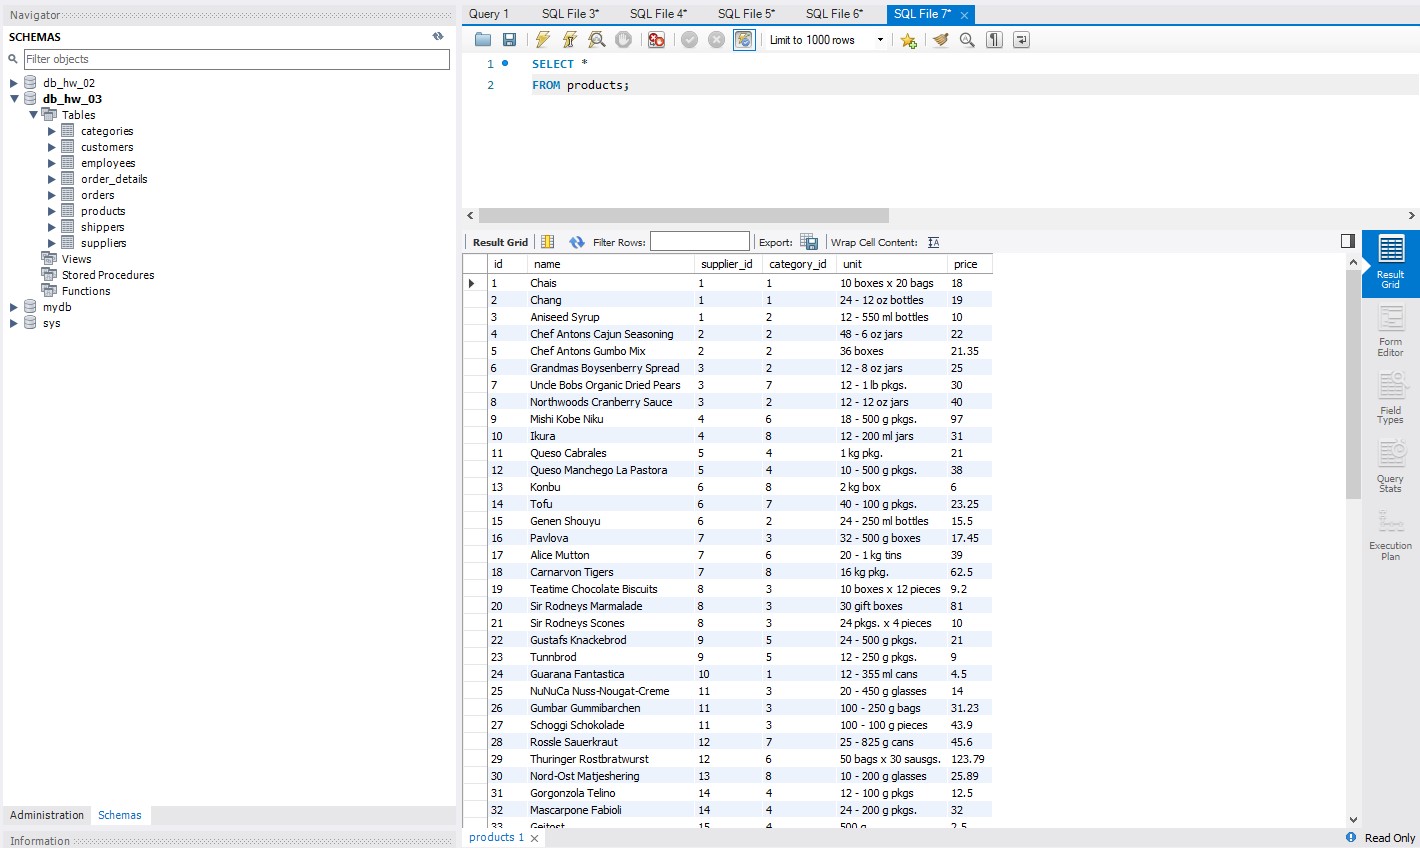 Navigator
SCHEMAS
Filter objects
db_hw_02
db_hw_03
Tables
categories
customers
employees
order_details
orders
products
shippers
suppliers
Views
Stored Procedures
Functions
mydb
sys
Administration Schemas
Information
Query 1 SQL File 3* SQL File 4* SQL File 5* SQL File 6* SQL File 7*
Limit to 1000 rows
1 SELECT *
2 FROM products;
Result Grid Filter Rows: Export: Wrap Cell Content:
id name supplier_id category_id unit price
1 Chais 1 1 10 boxes x 20 bags 18
2 Chang 1 1 24 - 12 oz bottles 19
3 Aniseed Syrup 1 2 12 - 550 ml bottles 10
4 Chef Antons Cajun Seasoning 2 2 48 - 6 oz jars 22
5 Chef Antons Gumbo Mix 2 2 36 boxes 21.35
6 Grandmas Boysenberry Spread 3 2 12 - 8 oz jars 25
7 Uncle Bobs Organic Dried Pears 3 7 12 - 1 lb pkgs. 30
8 Northwoods Cranberry Sauce 3 2 12 - 12 oz jars 40
9 Mishi Kobe Niku 4 6 18 - 500 g pkgs. 97
10 Ikura 4 8 12 - 200 ml jars 31
11 Queso Cabrales 5 4 1 kg pkg. 21
12 Queso Manchego La Pastora 5 4 10 - 500 g pkgs. 38
13 Konbu 6 8 2 kg box 6
14 Tofu 6 7 40 - 100 g pkgs. 23.25
15 Genen Shouyu 6 2 24 - 250 ml bottles 15.5
16 Pavlova 7 3 32 - 500 g boxes 17.45
17 Alice Mutton 7 6 20 - 1 kg tins 39
18 Carnarvon Tigers 7 8 16 kg pkg. 62.5
19 Teatime Chocolate Biscuits 8 3 10 boxes x 12 pieces 9.2
20 Sir Rodneys Marmalade 8 3 30 gift boxes 81
21 Sir Rodneys Scones 8 3 24 pkgs. x 4 pieces 10
22 Gustafs Knackebrod 9 5 24 - 500 g pkgs. 21
23 Tunnbrod 9 5 12 - 250 g pkgs. 9
24 Guarana Fantastica 10 1 12 - 355 ml cans 4.5
25 NuNuCa Nuss-Nougat-Creme 11 3 20 - 450 g glasses 14
26 Gumbar Gummibarchen 11 3 100 - 250 g bags 31.23
27 Schoggi Schokolade 11 3 100 - 100 g pieces 43.9
28 Rossle Sauerkraut 12 7 25 - 825 g cans 45.6
29 Thuringer Rostbratwurst 12 6 50 bags x 30 sausgs. 123.79
30 Nord-Ost Matjeshering 13 8 10 - 200 g glasses 25.89
31 Gorgonzola Telino 14 4 12 - 100 g pkgs 12.5
32 Mascarpone Fabioli 14 4 24 - 200 g pkgs. 32
33 Geitost 15 4 500 g 2.5
products 1
Result
Grid
Form
Editor
Field
Types
Query
Stats
Execution
Plan
Read Only